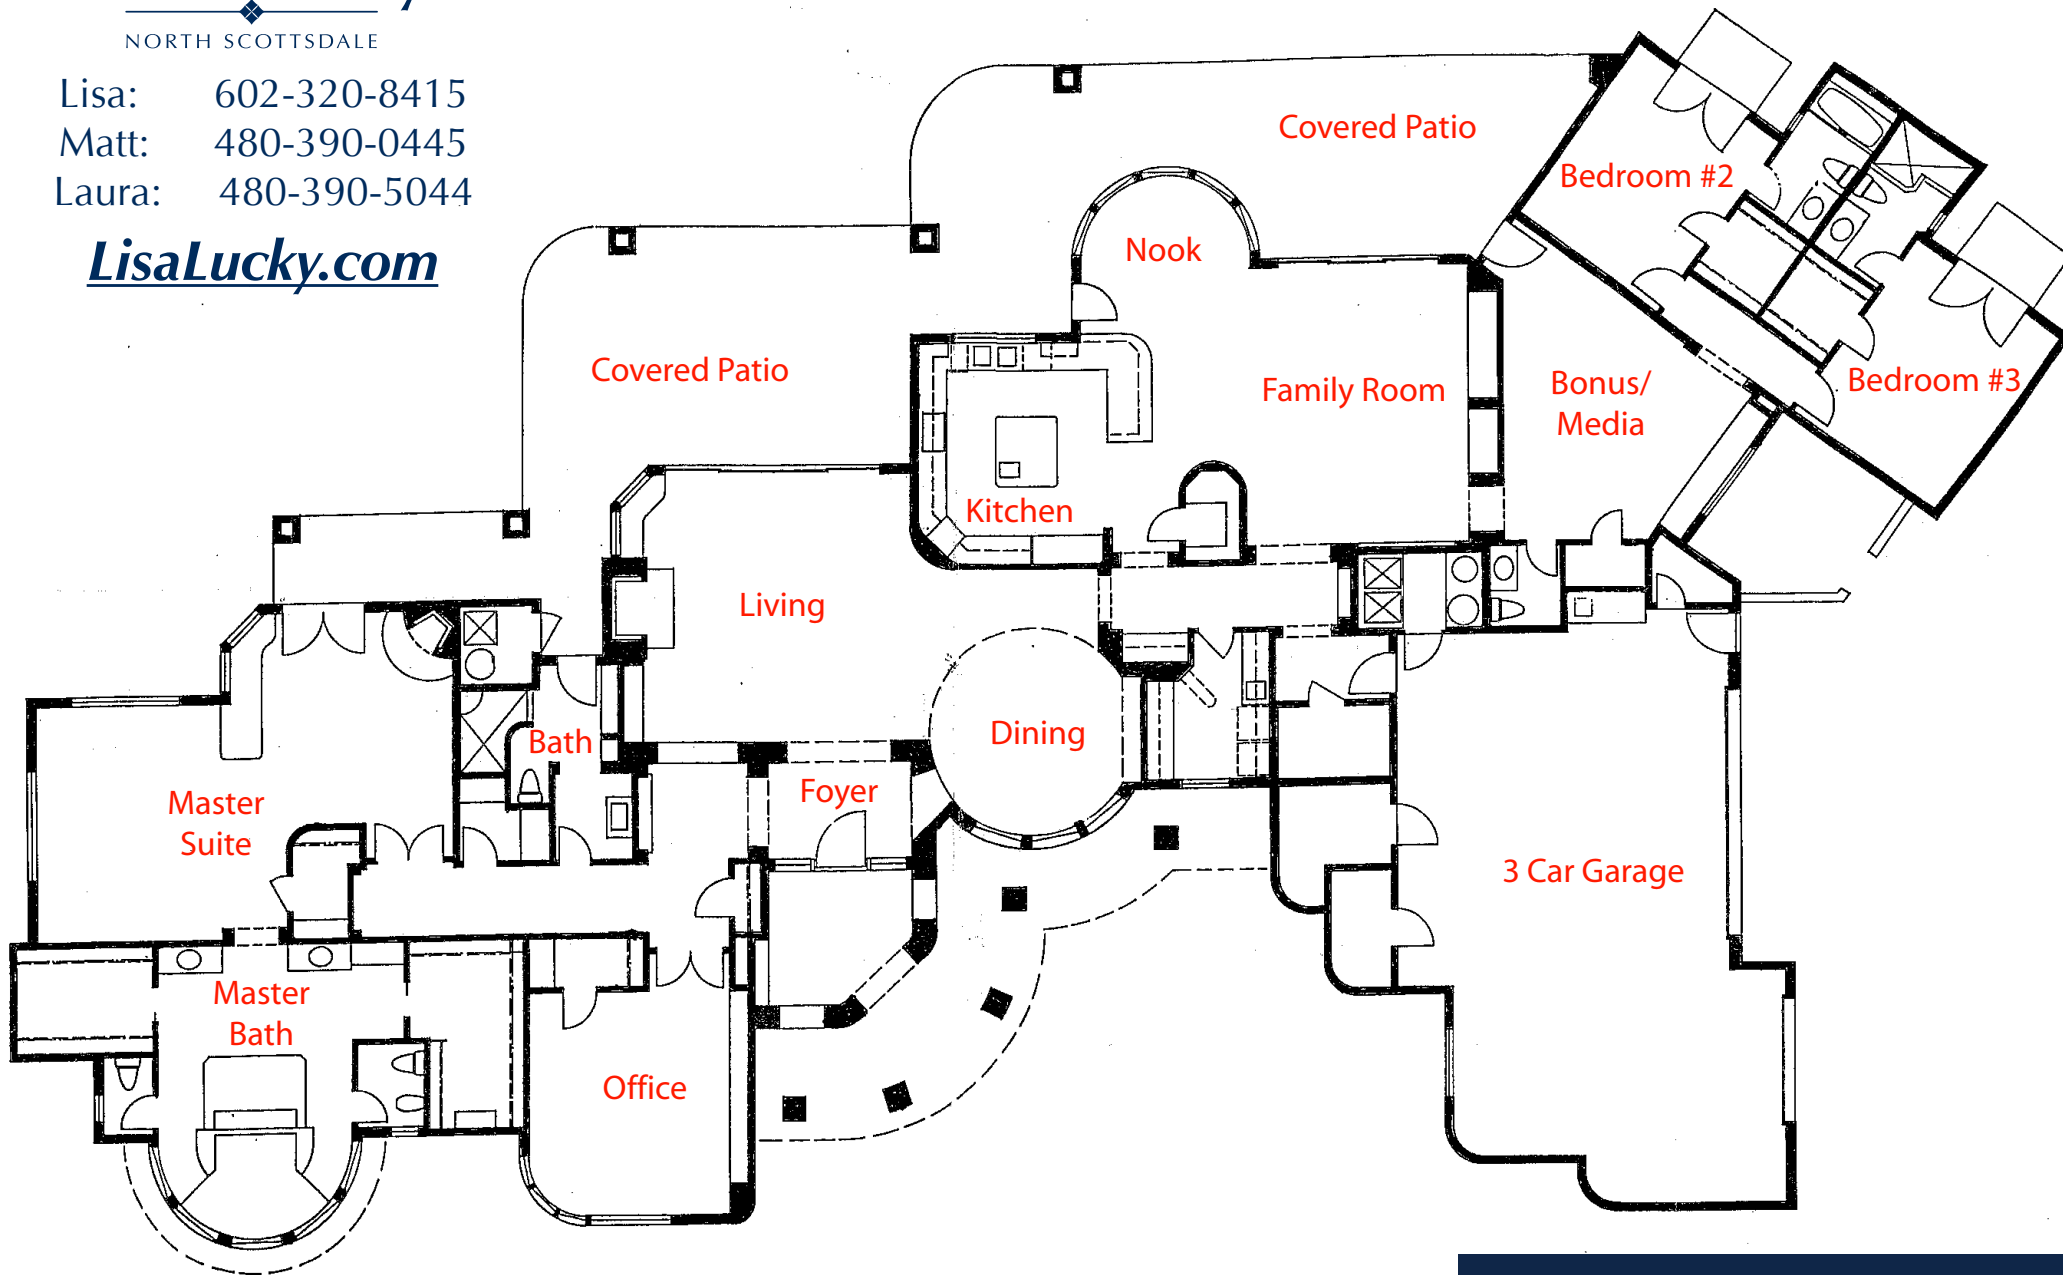 NORTH SCOTTSDALE
Lisa: 602-320-8415
Matt: 480-390-0445
Laura: 480-390-5044
LisaLucky.com
Covered Patio
Bedroom #2
Nook
Covered Patio
Family Room
Bonus/
Media
Bedroom #3
Kitchen
Living
Dining
Bath
Foyer
Master
Suite
3 Car Garage
Master
Bath
Office